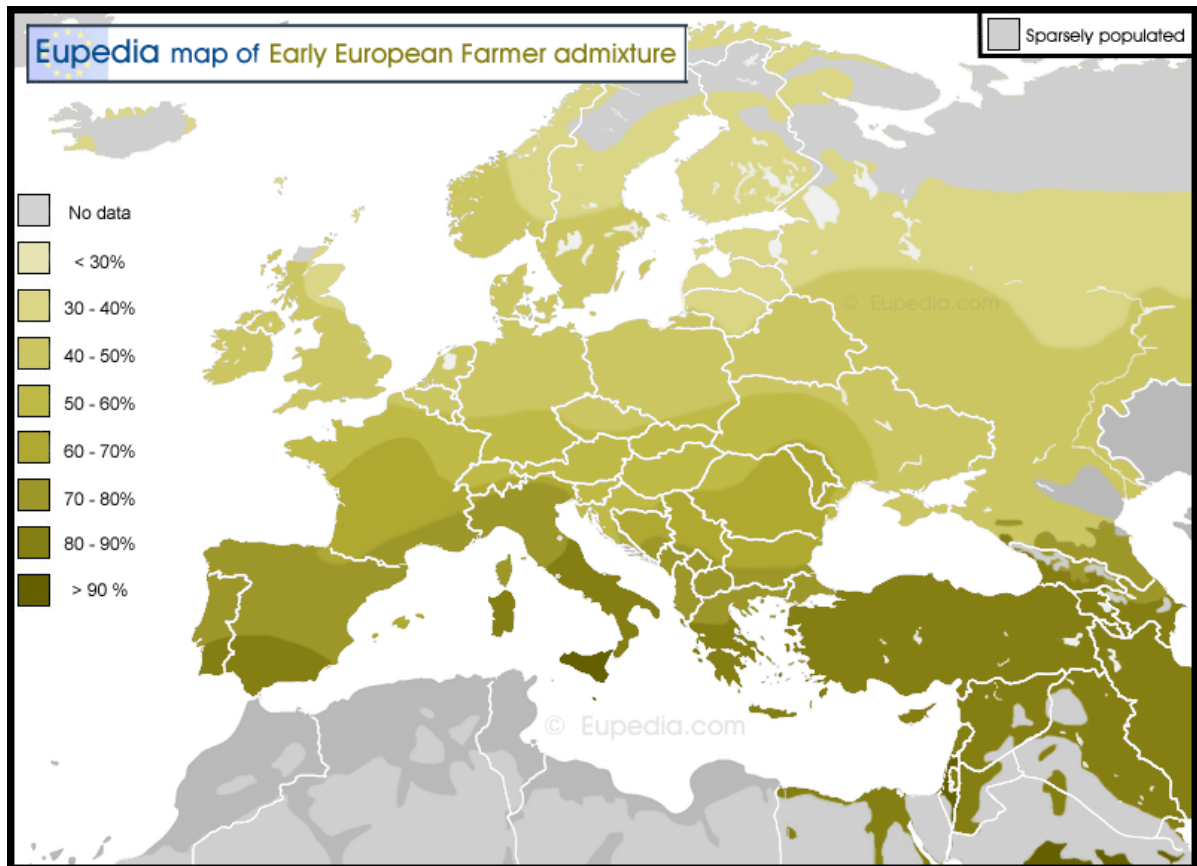 Eupedia map of Early European Farmer admixture
Sparsely populated
No data
< 30%
30 - 40%
40 - 50%
50 - 60%
60 - 70%
70 - 80%
80 - 90%
> 90 %
© Eupedia.com
© Eupedia.com